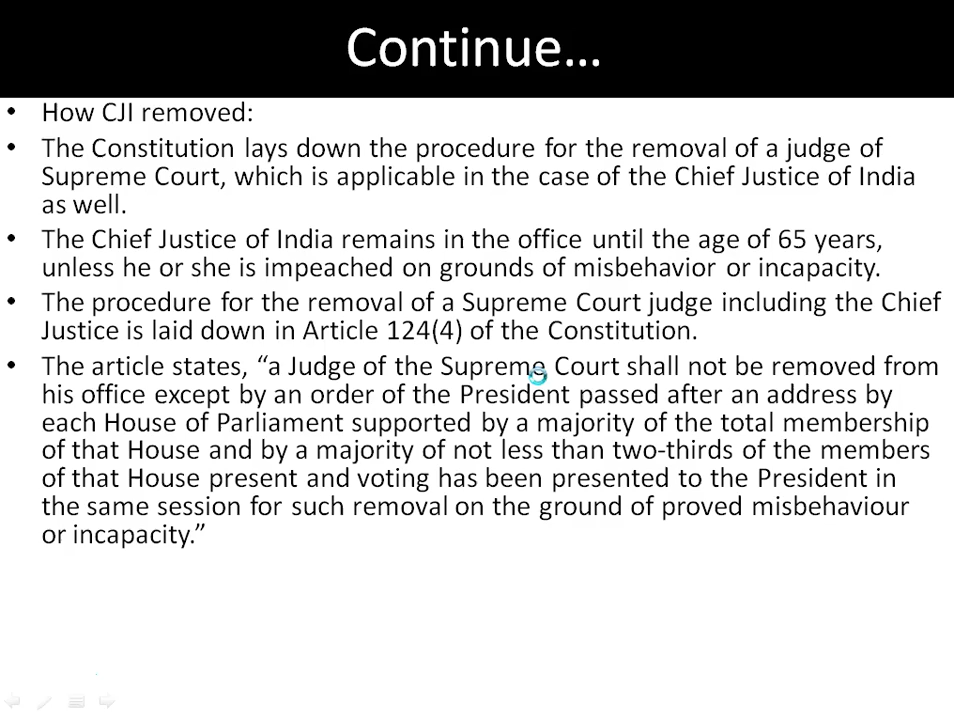 Continue…
• How CJI removed:
• The Constitution lays down the procedure for the removal of a judge of
Supreme Court, which is applicable in the case of the Chief Justice of India
as well.
• The Chief Justice of India remains in the office until the age of 65 years,
unless he or she is impeached on grounds of misbehavior or incapacity.
• The procedure for the removal of a Supreme Court judge including the Chief
Justice is laid down in Article 124(4) of the Constitution.
• The article states, “a Judge of the Supreme Court shall not be removed from
his office except by an order of the President passed after an address by
each House of Parliament supported by a majority of the total membership
of that House and by a majority of not less than two-thirds of the members
of that House present and voting has been presented to the President in
the same session for such removal on the ground of proved misbehaviour
or incapacity.”